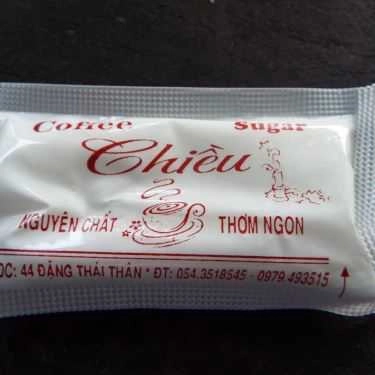 Coffee Sugar
Chiều
NGUYÊN CHẤT THƠM NGON
ĐC: 44 ĐẶNG THÁI THÂN * ĐT: 054.3518545 - 0979.493515